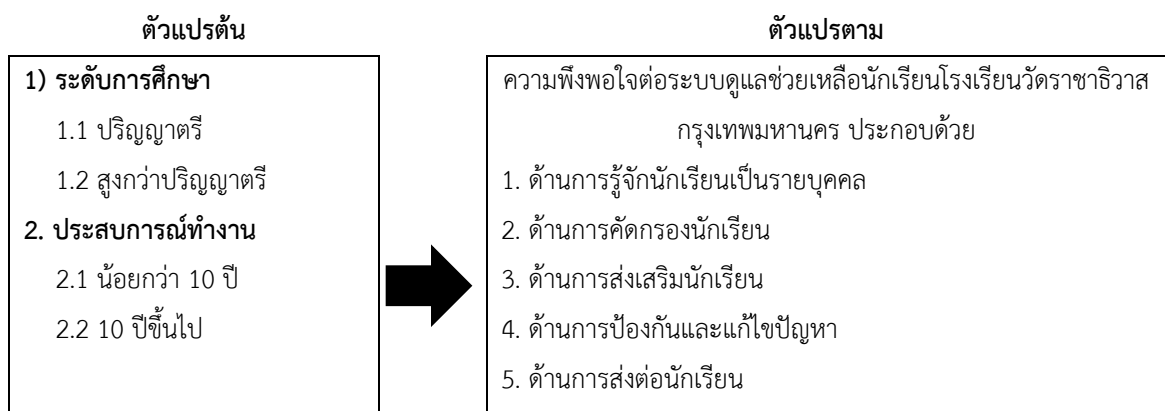 ตัวแปรต้น
1) ระดับการศึกษา
1.1 ปริญญาตรี
1.2 สูงกว่าปริญญาตรี
2. ประสบการณ์ทำงาน
2.1 น้อยกว่า 10 ปี
2.2 10 ปีขึ้นไป
ตัวแปรตาม
ความพึงพอใจต่อระบบดูแลช่วยเหลือนักเรียนโรงเรียนวัดราชาธิวาส
กรุงเทพมหานคร ประกอบด้วย
1. ด้านการรู้จักนักเรียนเป็นรายบุคคล
2. ด้านการคัดกรองนักเรียน
3. ด้านการส่งเสริมนักเรียน
4. ด้านการป้องกันและแก้ไขปัญหา
5. ด้านการส่งต่อนักเรียน